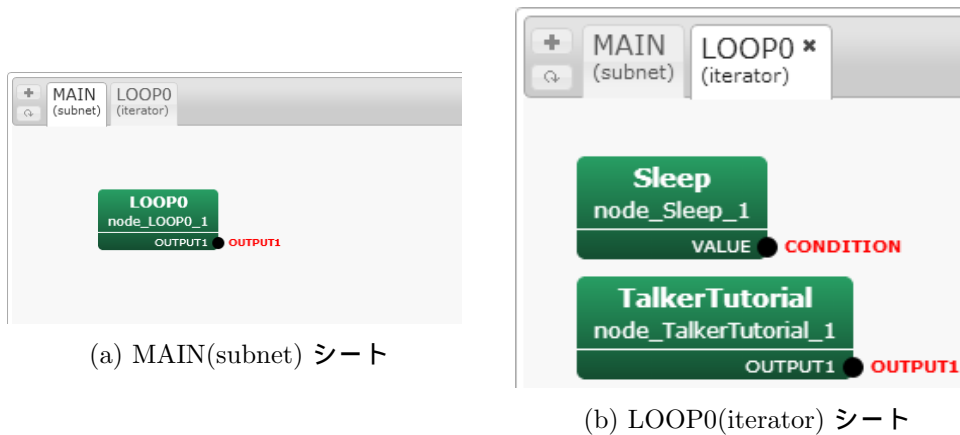 MAIN
(subnet)
LOOP0
(iterator)
LOOP0
node_LOOP0_1
OUTPUT1 OUTPUT1
(a) MAIN(subnet) シート
MAIN
(subnet)
LOOP0 ✖
(iterator)
Sleep
node_Sleep_1
VALUE CONDITION
TalkerTutorial
node_TalkerTutorial_1
OUTPUT1 OUTPUT1
(b) LOOP0(iterator) シート